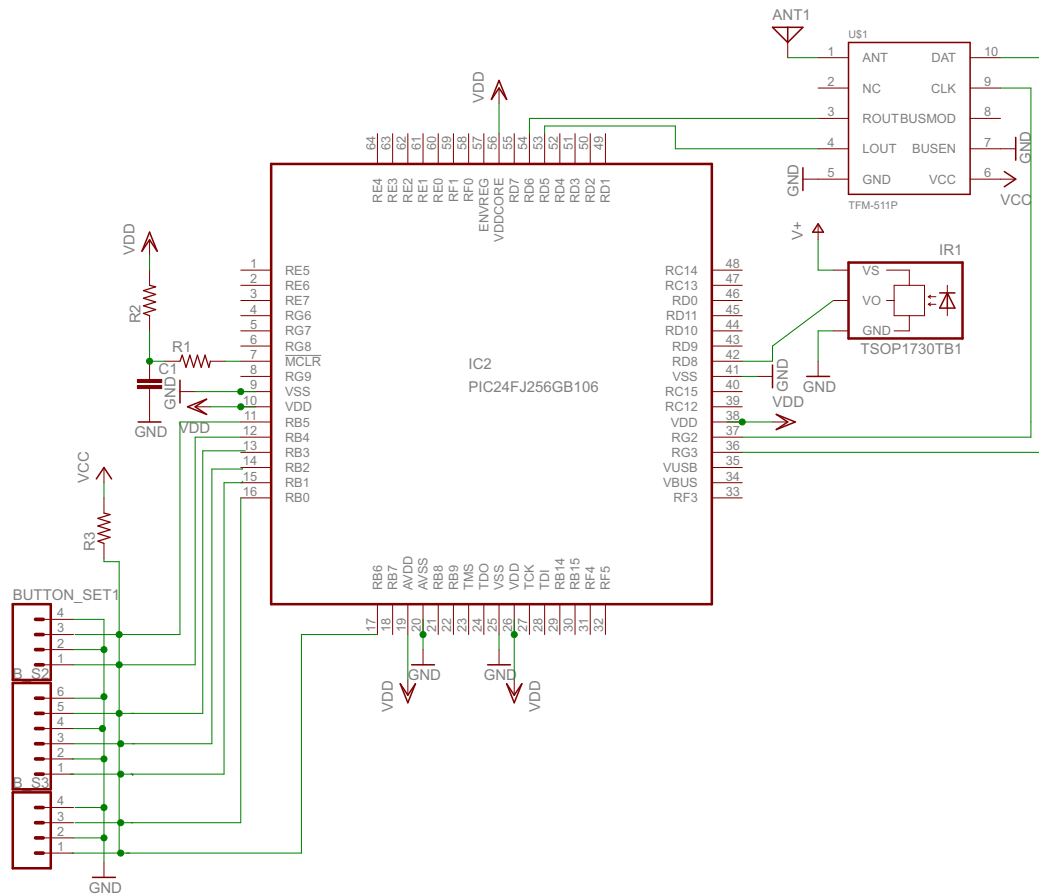 ANT1
U$1
1 ANT DAT 10
2 NC CLK 9
3 ROUT BUSMOD 8
4 LOUT BUSEN 7 GND
GND 5 GND VCC 6
VCC
TFM-511P
VDD
64 63 62 61 60 59 58 57 56 55 54 53 52 51 50 49
RE4 RE3 RE2 RE1 RE0 RF1 RF0 ENVREG VDDCORE RD7 RD6 RD5 RD4 RD3 RD2 RD1
V+
IR1
VS
VO
GND
TSOP1730TB1
GND
VDD
R2
R1
C1
GND
GND
VDD
1 RE5
2 RE6
3 RE7
4 RG6
5 RG7
6 RG8
7 MCLR
8 RG9
9 VSS
10 VDD
11 RB5
12 RB4
13 RB3
14 RB2
15 RB1
16 RB0
IC2
PIC24FJ256GB106
RC14 48
RC13 47
RD0 46
RD11 45
RD10 44
RD9 43
RD8 42
VSS 41
RC15 40
RC12 39
VDD 38
RG2 37
RG3 36
VUSB 35
VBUS 34
RF3 33
GND
VDD
VCC
R3
RB6 RB7 AVDD AVSS RB8 RB9 TMS TDO VSS VDD TCK TDI RB14 RB15 RF4 RF5
17 18 19 20 21 22 23 24 25 26 27 28 29 30 31 32
GND
GND
VDD
VDD
BUTTON_SET1
4
3
2
1
B_S2
6
5
4
3
2
1
B_S3
4
3
2
1
GND